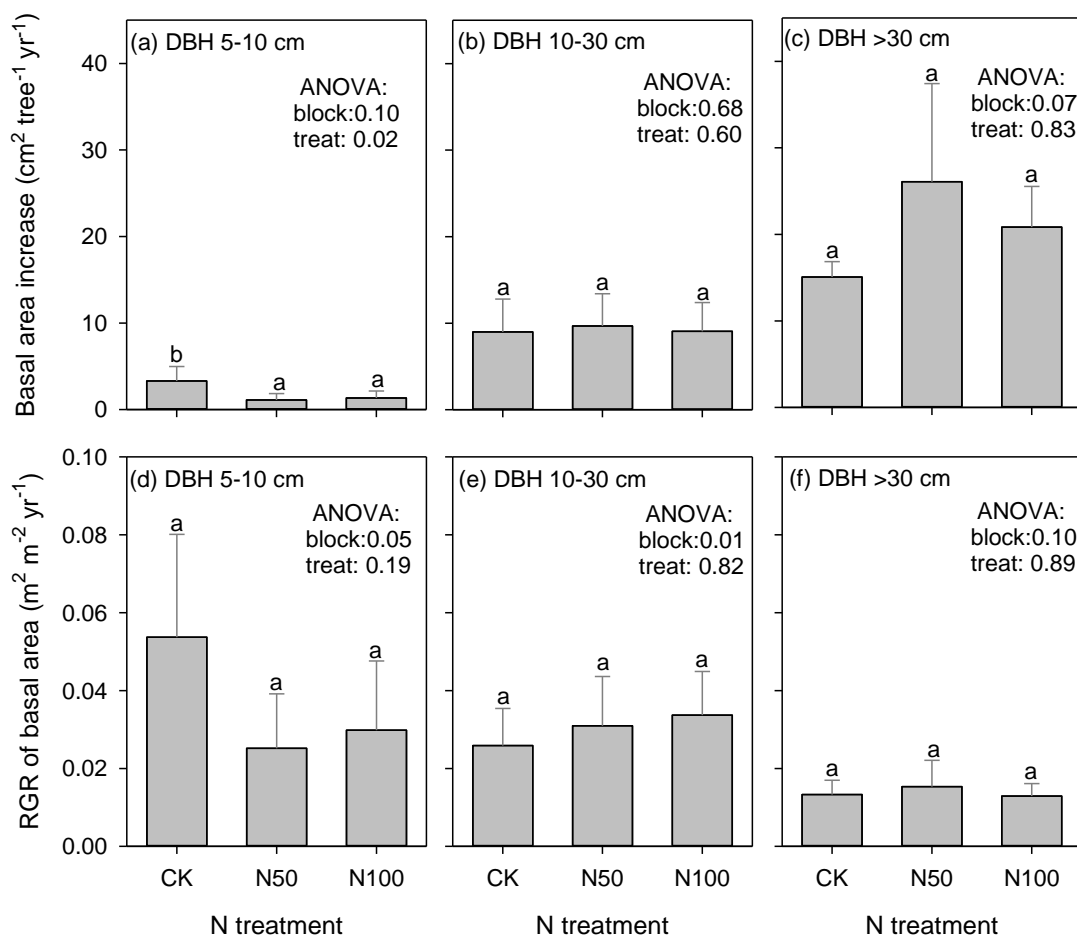 Basal area increase (cm² tree⁻¹ yr⁻¹)
40
30
20
10
0
(a) DBH 5-10 cm
ANOVA:
block:0.10
treat: 0.02
b
a
a
(b) DBH 10-30 cm
ANOVA:
block:0.68
treat: 0.60
a
a
a
(c) DBH >30 cm
ANOVA:
block:0.07
treat: 0.83
a
a
a
RGR of basal area (m² m⁻² yr⁻¹)
0.10
0.08
0.06
0.04
0.02
0.00
(d) DBH 5-10 cm
ANOVA:
block:0.05
treat: 0.19
a
a
a
(e) DBH 10-30 cm
ANOVA:
block:0.01
treat: 0.82
a
a
a
(f) DBH >30 cm
ANOVA:
block:0.10
treat: 0.89
a
a
a
CK N50 N100
CK N50 N100
CK N50 N100
N treatment
N treatment
N treatment